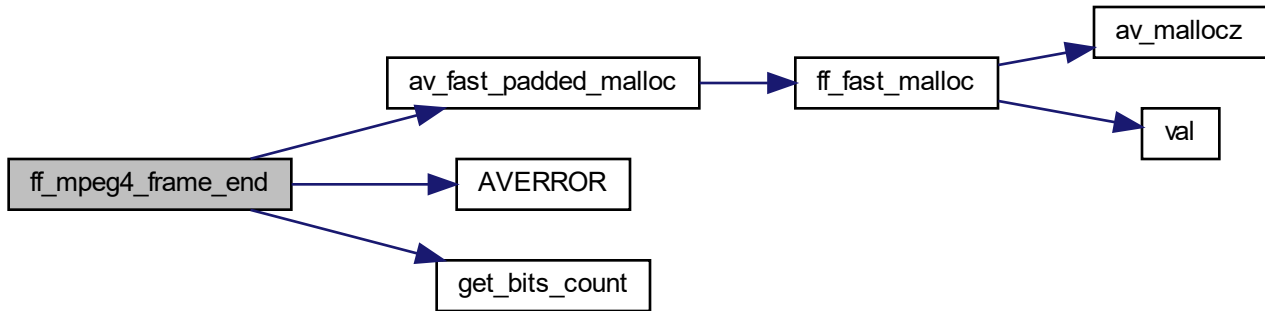 ff_mpeg4_frame_end
av_fast_padded_malloc
AVERROR
get_bits_count
ff_fast_malloc
av_mallocz
val